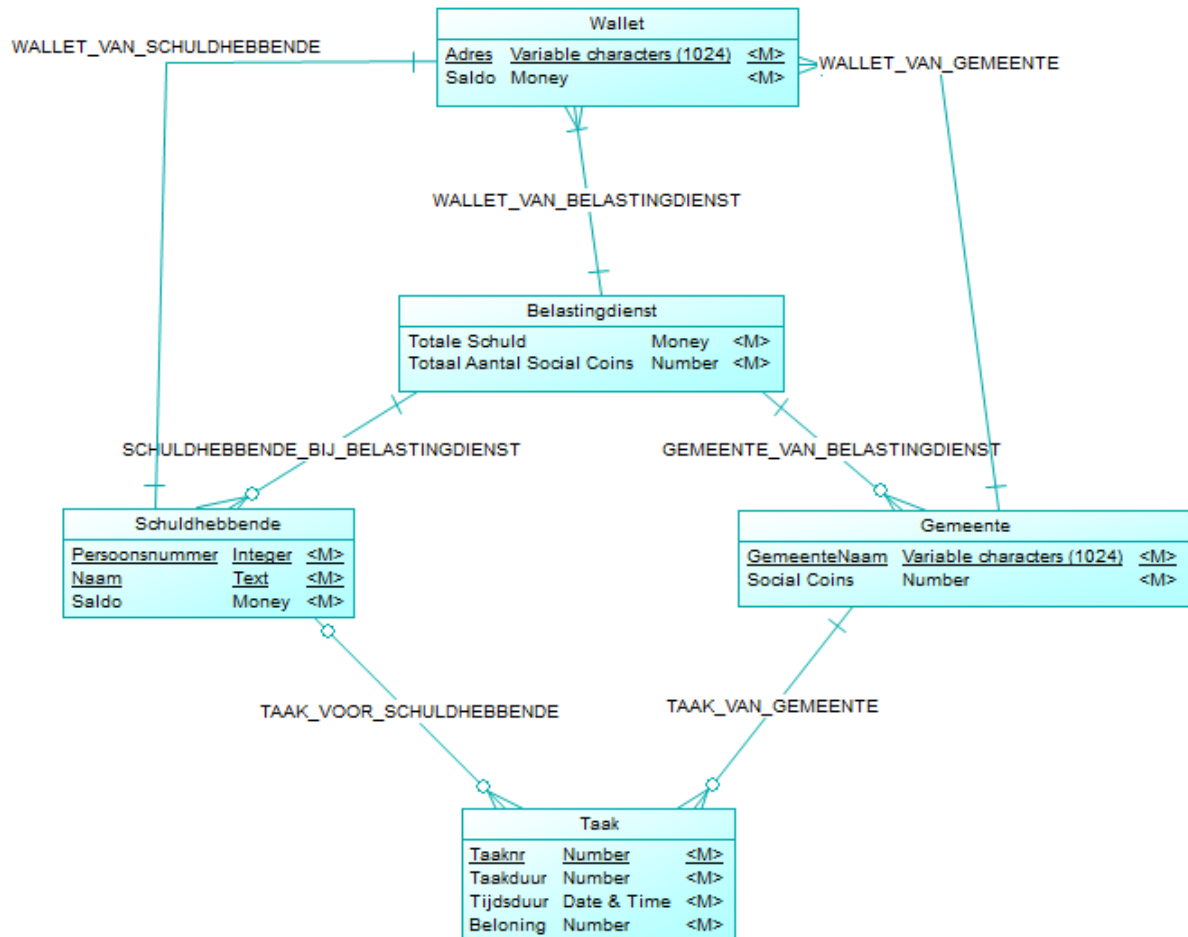 Wallet
WALLET_VAN_SCHULDHEBBENDE
Adres Variable characters (1024) <M>
Saldo Money <M>
WALLET_VAN_GEMEENTE
WALLET_VAN_BELASTINGDIENST
Belastingdienst
Totale Schuld Money <M>
Totaal Aantal Social Coins Number <M>
SCHULDHEBBENDE_BIJ_BELASTINGDIENST
GEMEENTE_VAN_BELASTINGDIENST
Schuldhebbende
Persoonsnummer Integer <M>
Naam Text <M>
Saldo Money <M>
Gemeente
GemeenteNaam Variable characters (1024) <M>
Social Coins Number <M>
TAAK_VOOR_SCHULDHEBBENDE
TAAK_VAN_GEMEENTE
Taak
Taaknr Number <M>
Taakduur Number <M>
Tijdsduur Date & Time <M>
Beloning Number <M>